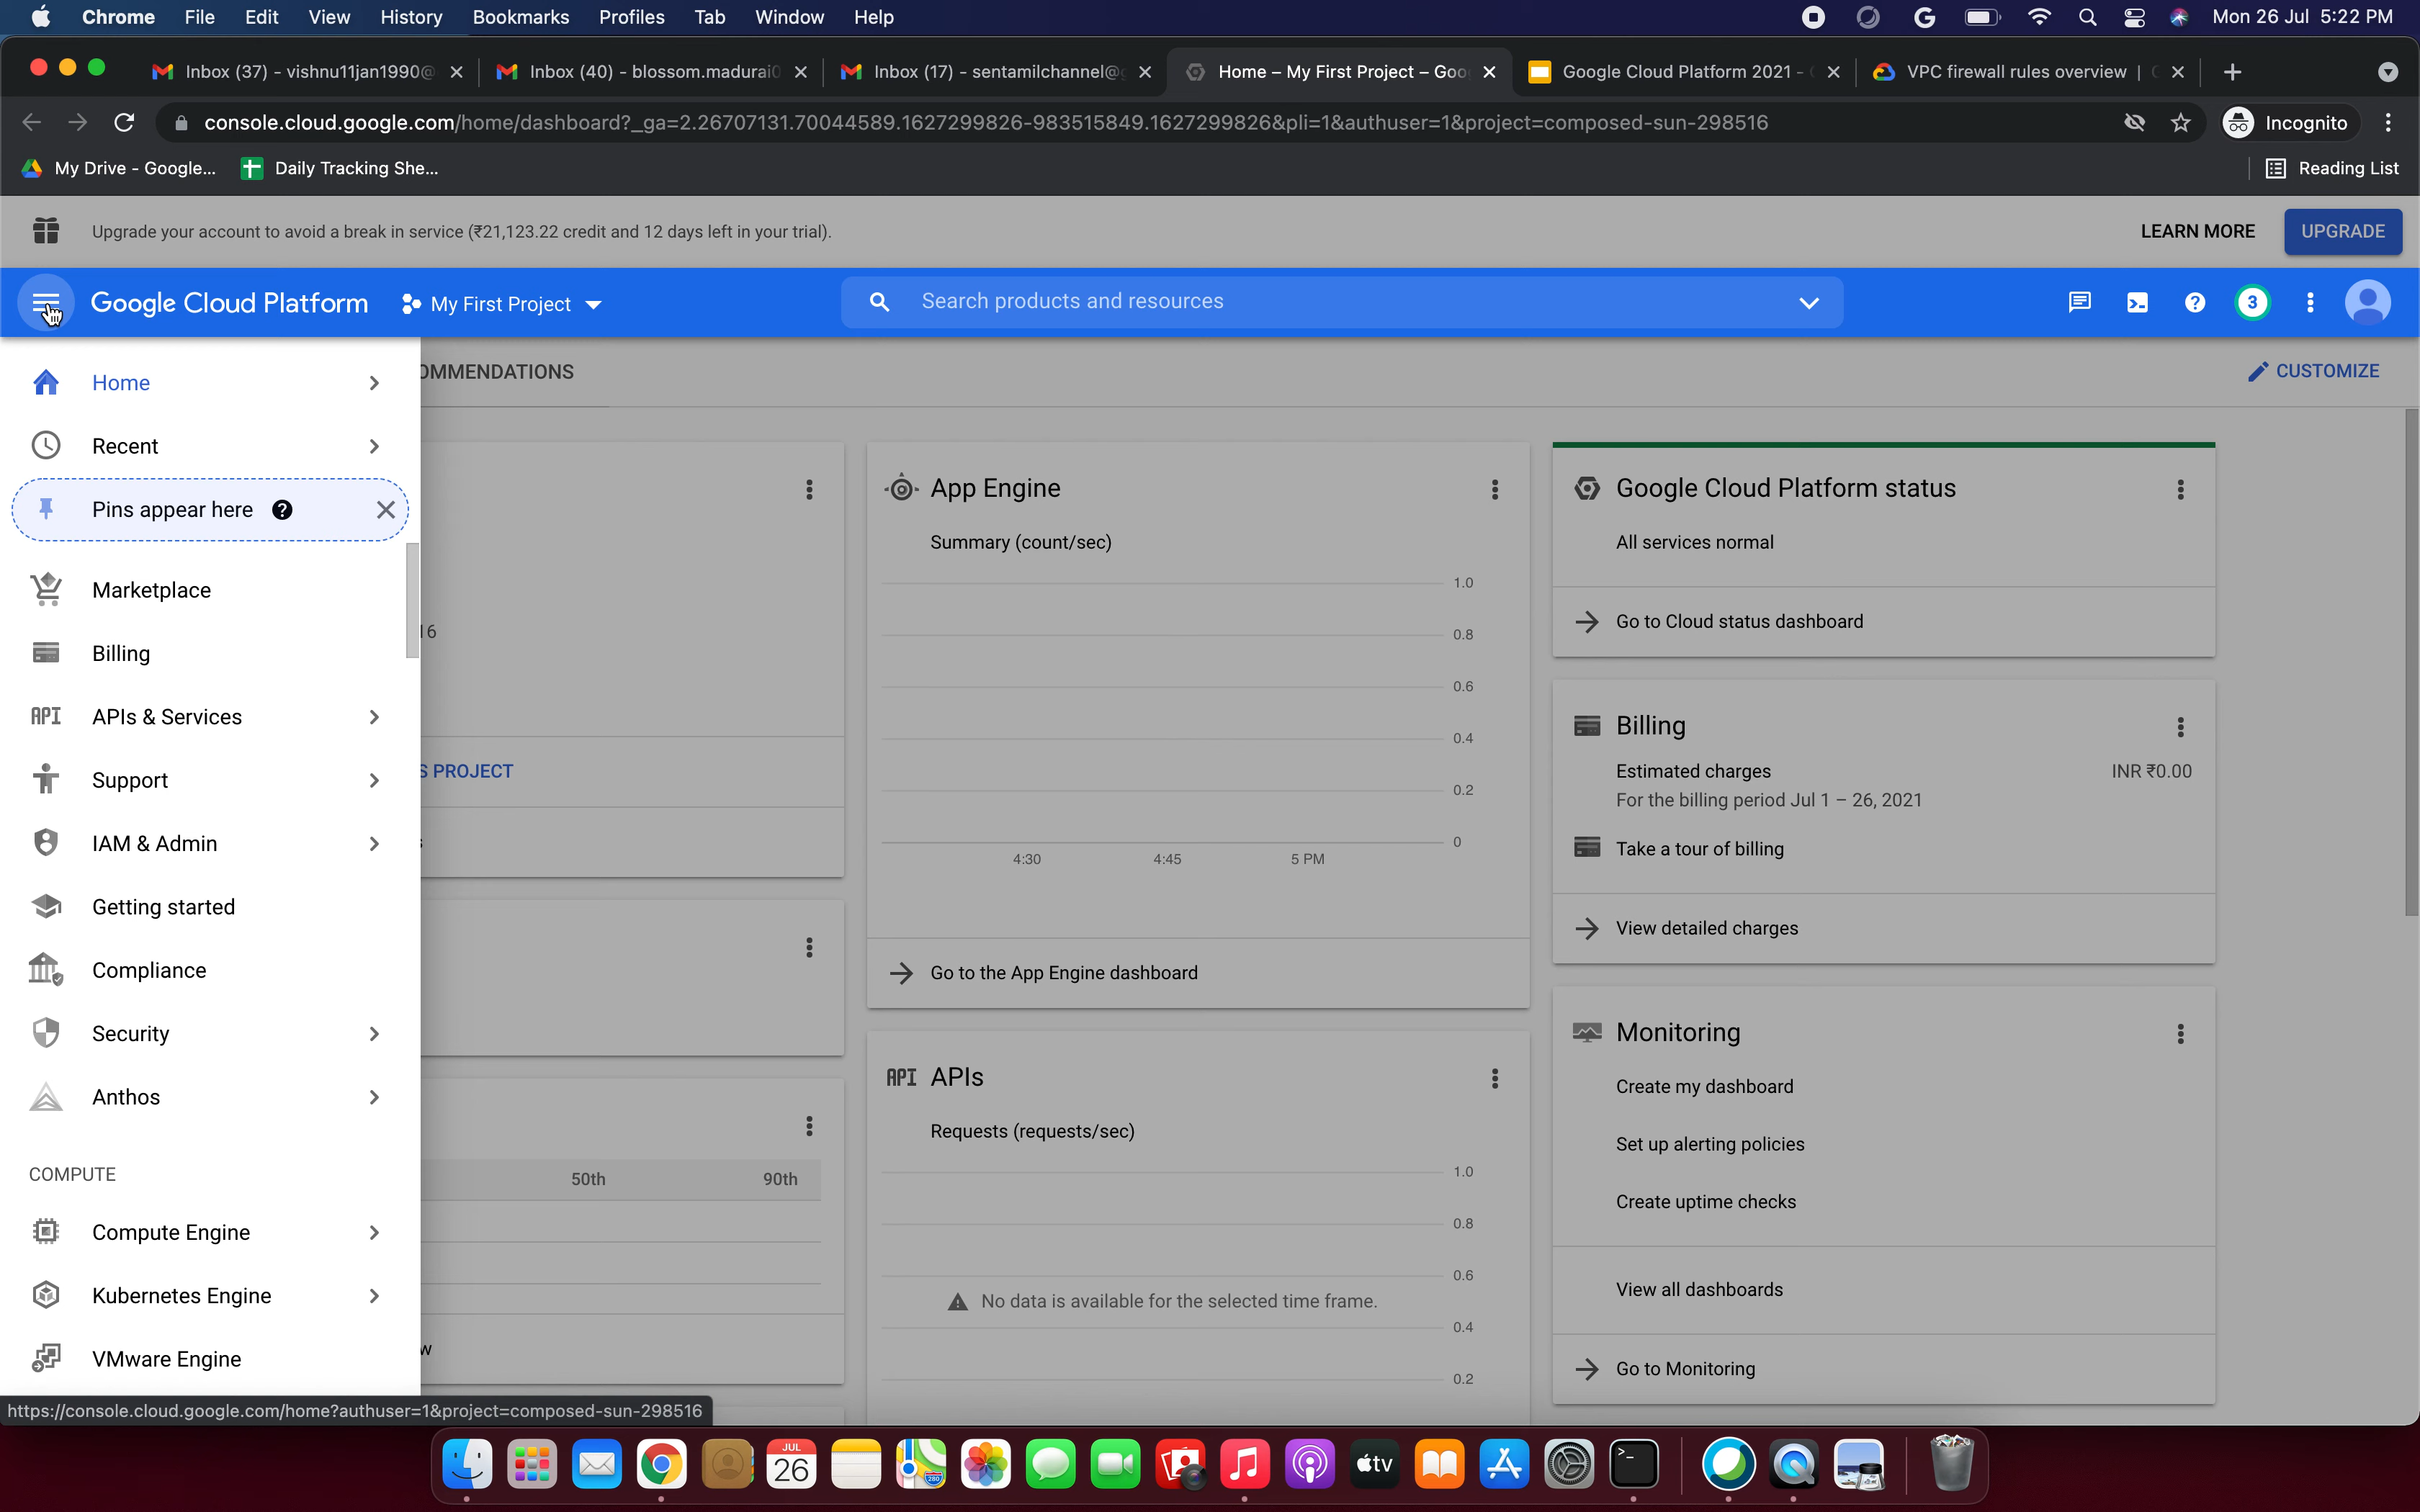 Chrome File Edit View History Bookmarks Profiles Tab Window Help Mon 26 Jul 5:22 PM
Inbox (37) - vishnu11jan1990@ Inbox (40) - blossom.madurai Inbox (17) - sentamilchannel@ Home – My First Project – Goo Google Cloud Platform 2021 - VPC firewall rules overview |
console.cloud.google.com/home/dashboard?_ga=2.26707131.70044589.1627299826-983515849.1627299826&pli=1&authuser=1&project=composed-sun-298516 Incognito
My Drive - Google... Daily Tracking She... Reading List
Upgrade your account to avoid a break in service (₹21,123.22 credit and 12 days left in your trial). LEARN MORE UPGRADE
Google Cloud Platform My First Project Search products and resources 3
OMMENDATIONS CUSTOMIZE
Home
Recent
Pins appear here
Marketplace
Billing
API APIs & Services
Support
IAM & Admin
Getting started
Compliance
Security
Anthos
COMPUTE
Compute Engine
Kubernetes Engine
VMware Engine
16
S PROJECT
s
50th 90th
w
App Engine
Summary (count/sec)
1.0
0.8
0.6
0.4
0.2
0
4:30 4:45 5 PM
Go to the App Engine dashboard
API APIs
Requests (requests/sec)
1.0
0.8
0.6
No data is available for the selected time frame.
0.4
0.2
Google Cloud Platform status
All services normal
Go to Cloud status dashboard
Billing
Estimated charges INR ₹0.00
For the billing period Jul 1 – 26, 2021
Take a tour of billing
View detailed charges
Monitoring
Create my dashboard
Set up alerting policies
Create uptime checks
View all dashboards
Go to Monitoring
https://console.cloud.google.com/home?authuser=1&project=composed-sun-298516
JUL
26
280
tv